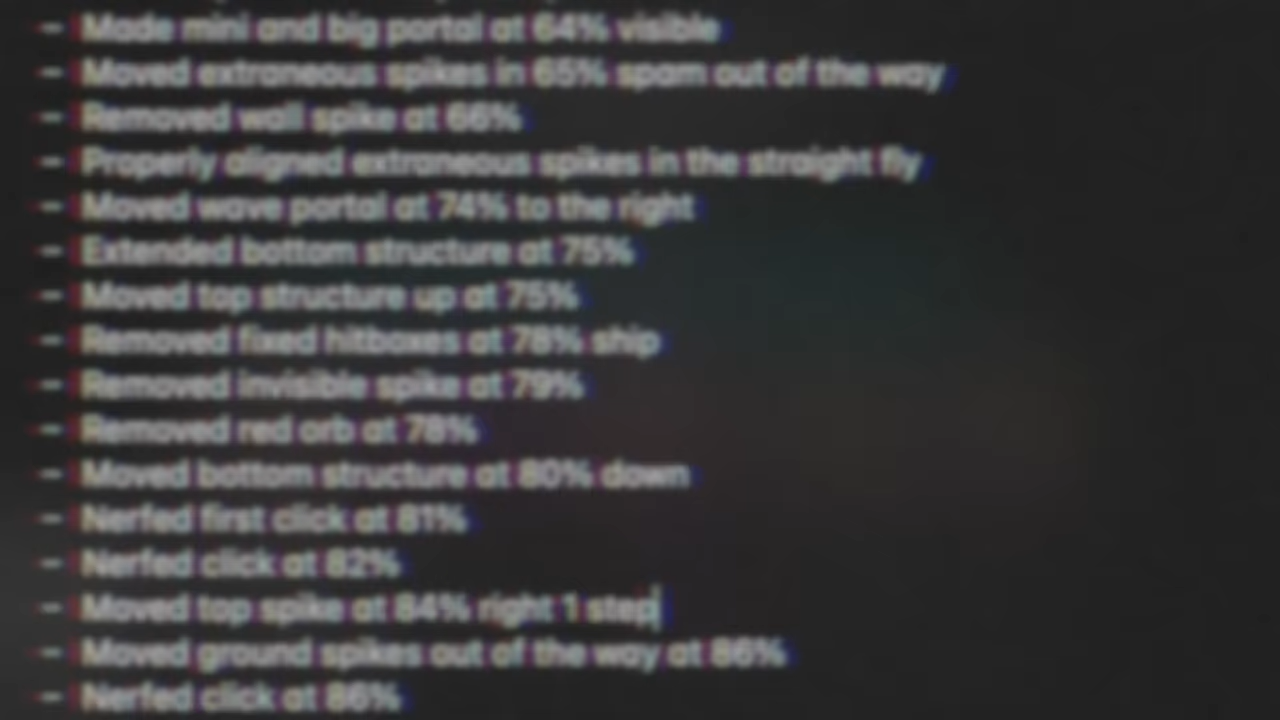 - Made mini and big portal at 64% visible
- Moved extraneous spikes in 65% spam out of the way
- Removed wall spike at 66%
- Properly aligned extraneous spikes in the straight fly
- Moved wave portal at 74% to the right
- Extended bottom structure at 75%
- Moved top structure up at 75%
- Removed fixed hitboxes at 78% ship
- Removed invisible spike at 79%
- Removed red orb at 78%
- Moved bottom structure at 80% down
- Nerfed first click at 81%
- Nerfed click at 82%
- Moved top spike at 84% right 1 step
- Moved ground spikes out of the way at 86%
- Nerfed click at 86%